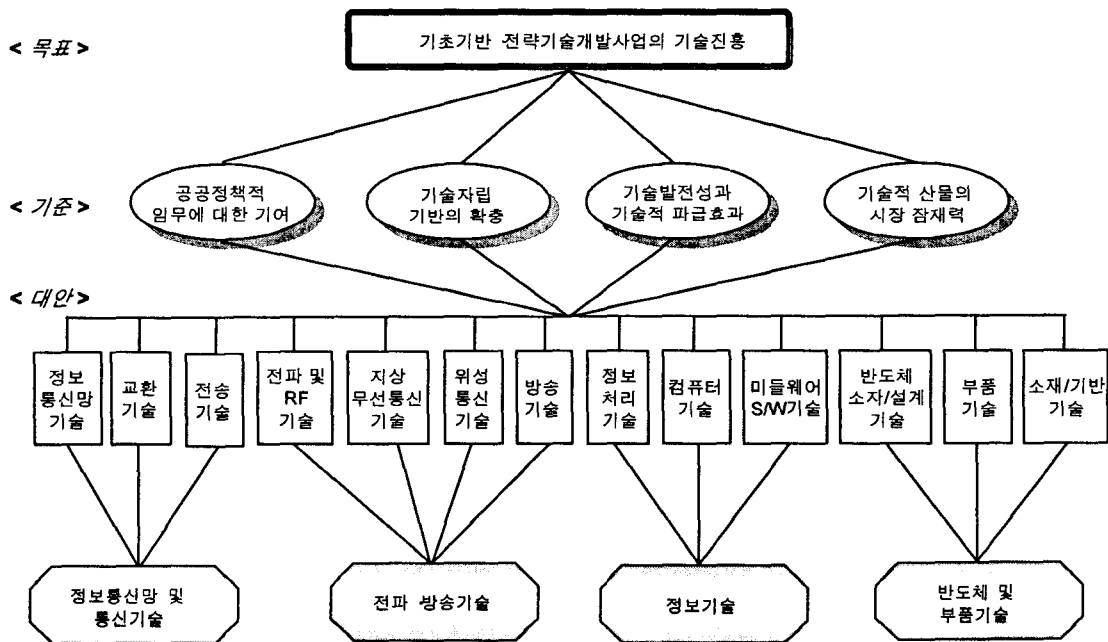 < 목표 >
기초기반 전략기술개발사업의 기술진흥
< 기준 >
공공정책적
임무에 대한 기여
기술자립
기반의 확충
기술발전성과
기술적 파급효과
기술적 산물의
시장 잠재력
< 대안 >
정보
통신망
기술
교환
기술
전송
기술
전파 및
RF
기술
지상
무선통신
기술
위성
통신
기술
방송
기술
정보
처리
기술
컴퓨터
기술
미들웨어
S/W기술
반도체
소자/설계
기술
부품
기술
소재/기반
기술
정보통신망 및
통신기술
전파·방송기술
정보기술
반도체 및
부품기술